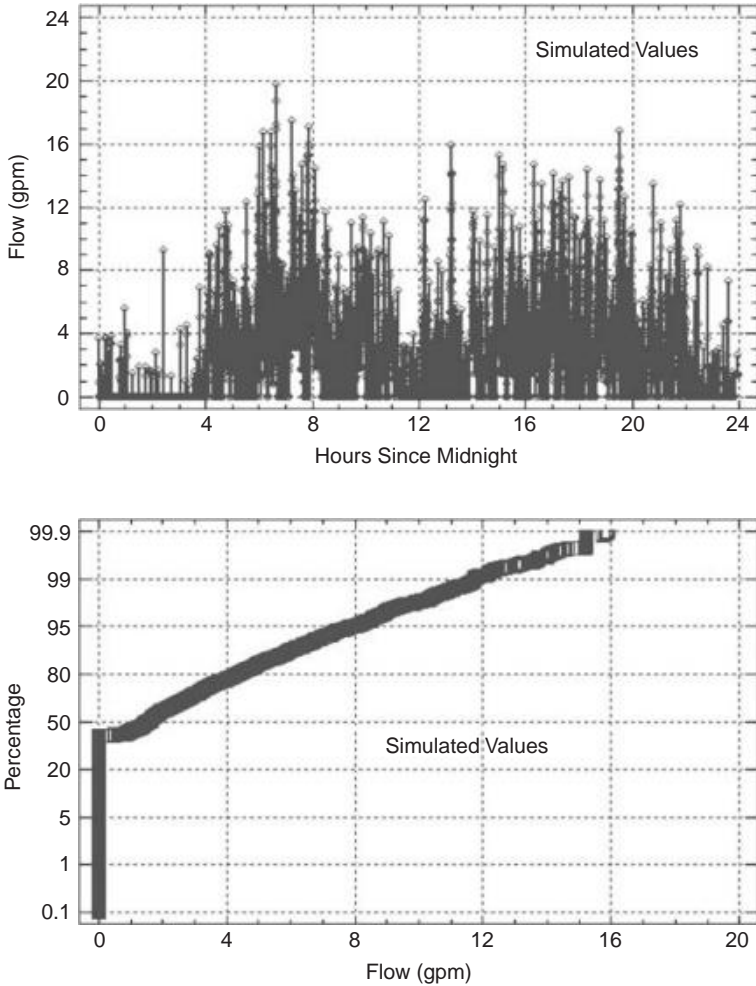 24
Simulated Values
20
16
12
8
4
0
Flow (gpm)
0 4 8 12 16 20 24
Hours Since Midnight
99.9
99
95
80
50
Simulated Values
20
5
1
0.1
Percentage
0 4 8 12 16 20
Flow (gpm)